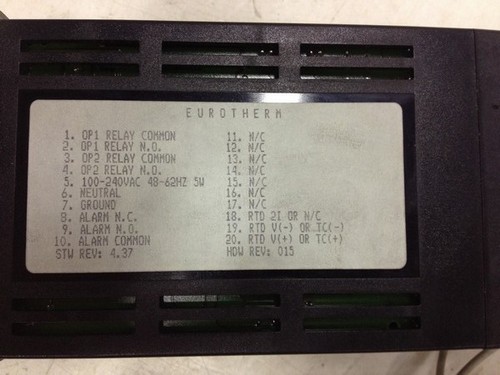 EUROTHERM
1. OP1 RELAY COMMON
2. OP1 RELAY N.O.
3. OP2 RELAY COMMON
4. OP2 RELAY N.O.
5. 100-240VAC 48-62HZ 5W
6. NEUTRAL
7. GROUND
8. ALARM N.C.
9. ALARM N.O.
10. ALARM COMMON
STW REV: 4.37
11. N/C
12. N/C
13. N/C
14. N/C
15. N/C
16. N/C
17. N/C
18. RTD 2I OR N/C
19. RTD V(-) OR TC(-)
20. RTD V(+) OR TC(+)
HDW REV: 015